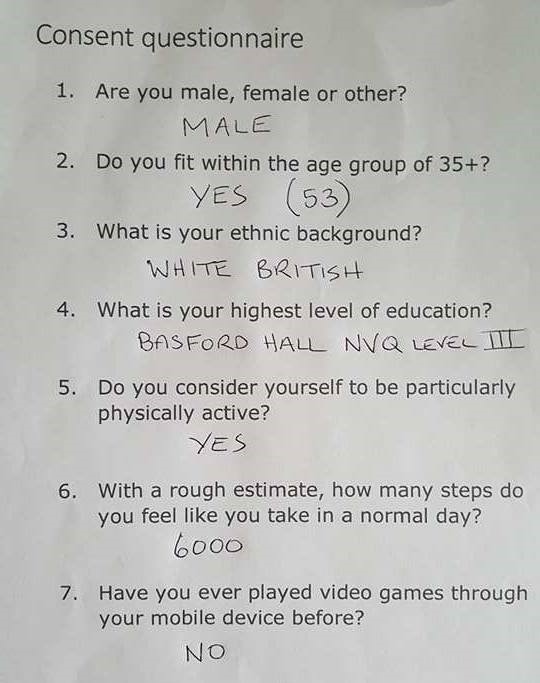 Consent questionnaire
1. Are you male, female or other?
MALE
2. Do you fit within the age group of 35+?
YES (53)
3. What is your ethnic background?
WHITE BRITISH
4. What is your highest level of education?
BASFORD HALL NVQ LEVEL III
5. Do you consider yourself to be particularly
physically active?
YES
6. With a rough estimate, how many steps do
you feel like you take in a normal day?
6000
7. Have you ever played video games through
your mobile device before?
NO